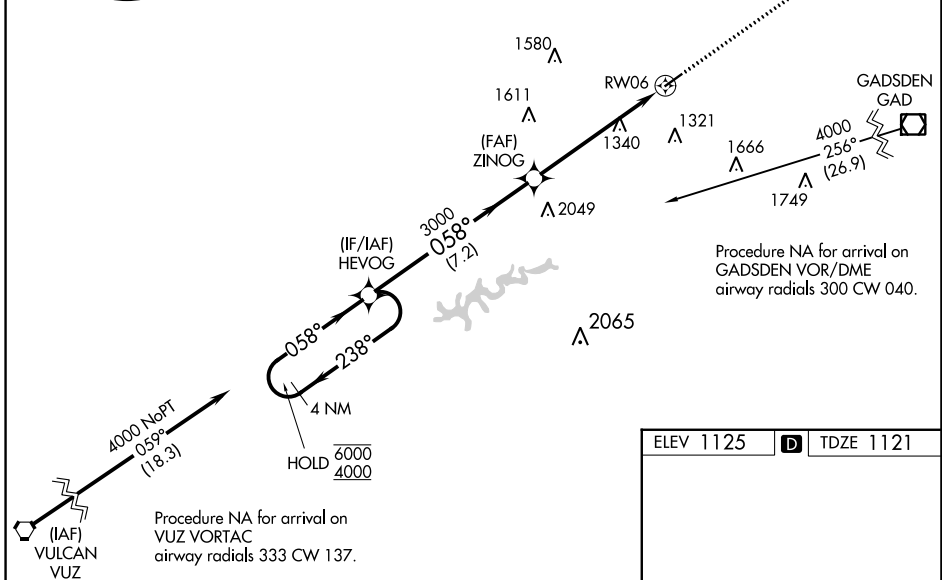 1580
RW06
GADSDEN
GAD
1611
1340
1321
4000
256°
(26.9)
1666
1749
(FAF)
ZINOG
2049
3000
058°
(7.2)
Procedure NA for arrival on
GADSDEN VOR/DME
airway radials 300 CW 040.
(IF/IAF)
HEVOG
2065
058°
238°
4 NM
HOLD 6000
4000
4000 NoPT
059°
(18.3)
ELEV 1125 D TDZE 1121
(IAF)
VULCAN
VUZ
Procedure NA for arrival on
VUZ VORTAC
airway radials 333 CW 137.